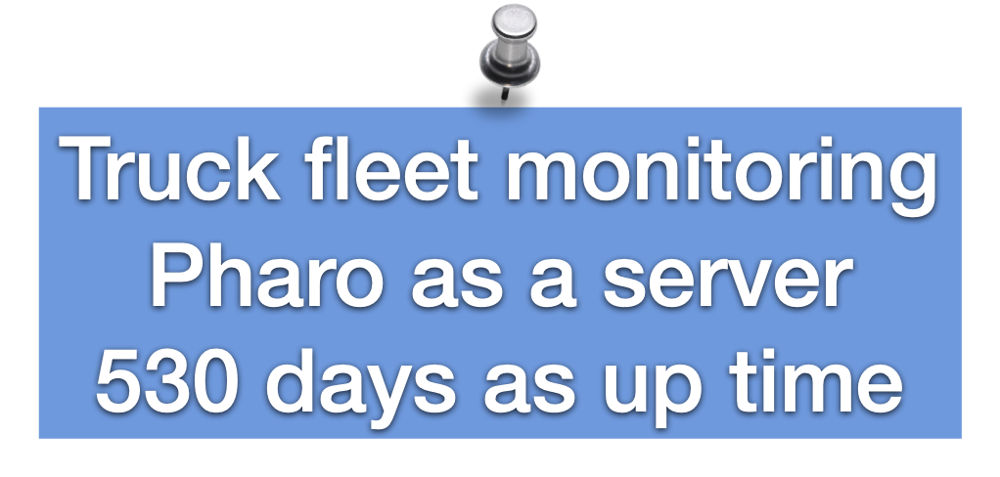 Truck fleet monitoring
Pharo as a server
530 days as up time